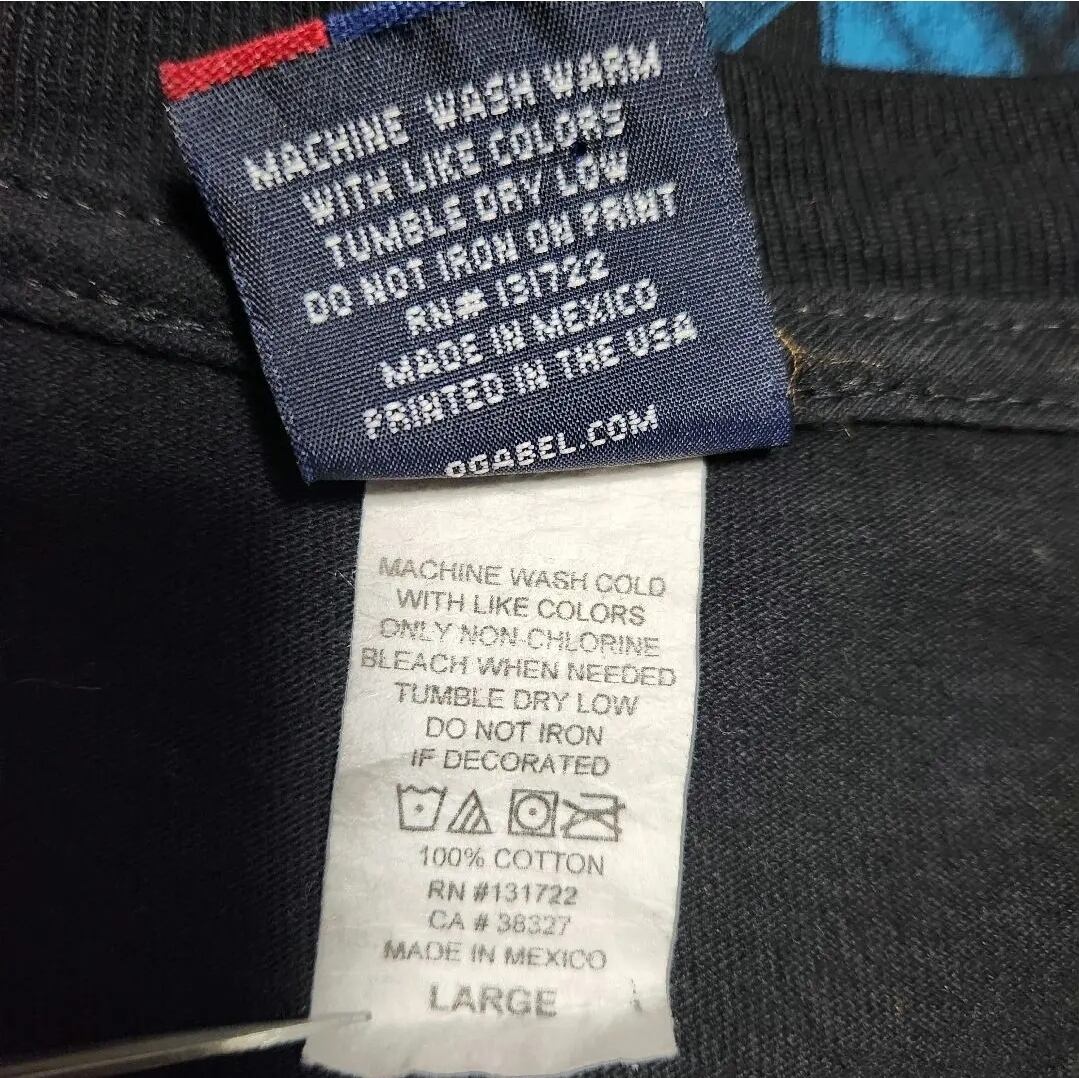 MACHINE WASH WARM
WITH LIKE COLORS
TUMBLE DRY LOW
DO NOT IRON ON PRINT
RN# 131722
MADE IN MEXICO
PRINTED IN THE USA
OGABEL.COM
MACHINE WASH COLD
WITH LIKE COLORS
ONLY NON-CHLORINE
BLEACH WHEN NEEDED
TUMBLE DRY LOW
DO NOT IRON
IF DECORATED
100% COTTON
RN #131722
CA # 38327
MADE IN MEXICO
LARGE